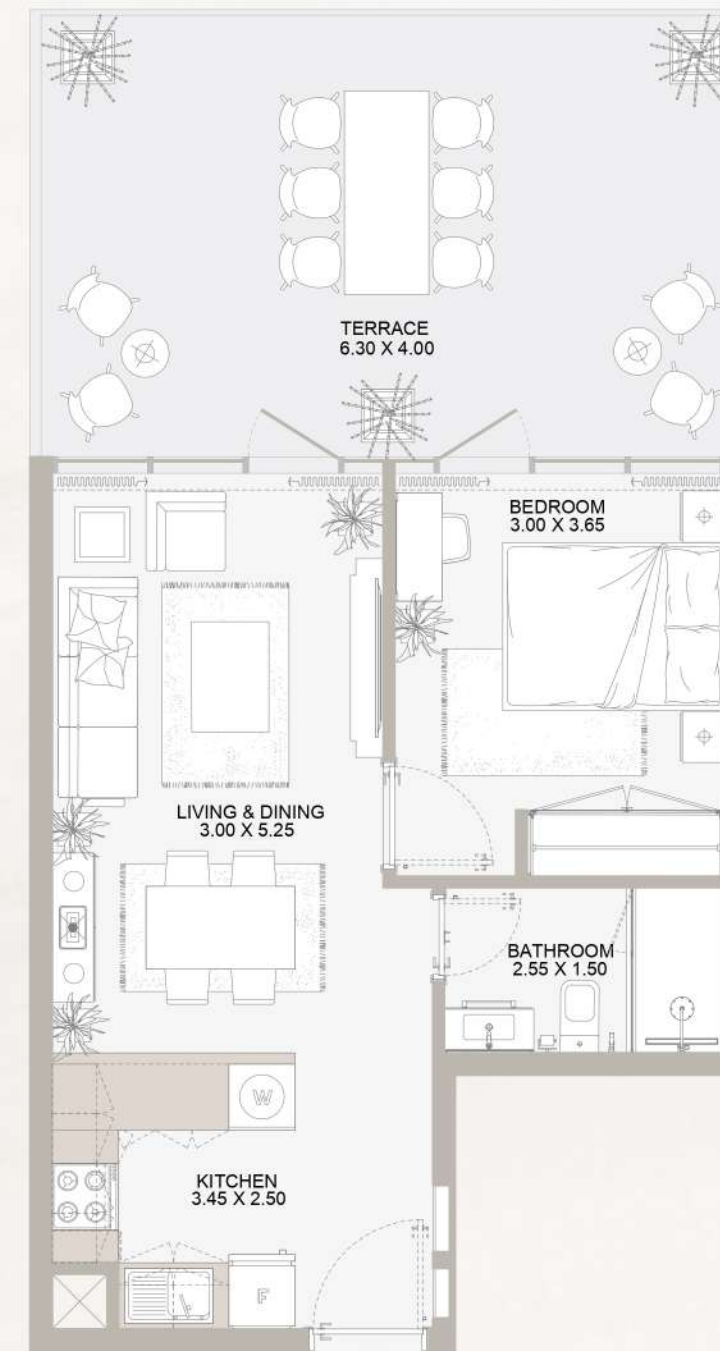 TERRACE
6.30 X 4.00
BEDROOM
3.00 X 3.65
LIVING & DINING
3.00 X 5.25
BATHROOM
2.55 X 1.50
W
KITCHEN
3.45 X 2.50
F